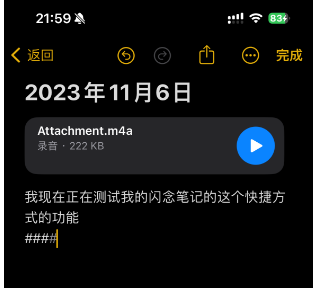 21:59
83
返回
完成
2023年11月6日
Attachment.m4a
录音 · 222 KB
我现在正在测试我的闪念笔记的这个快捷方
式的功能
####